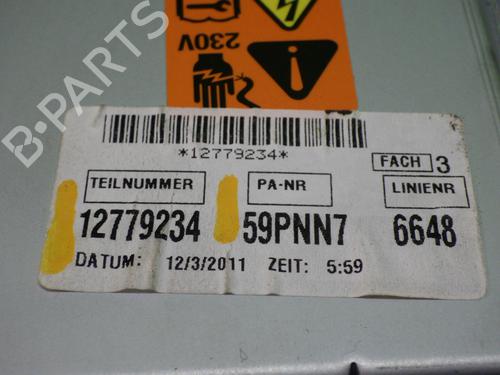 230V
B-PARTS
*12779234*
FACH 3
TEILNUMMER PA-NR LINIENR
12779234 59PNN7 6648
DATUM: 12/3/2011 ZEIT: 5:59